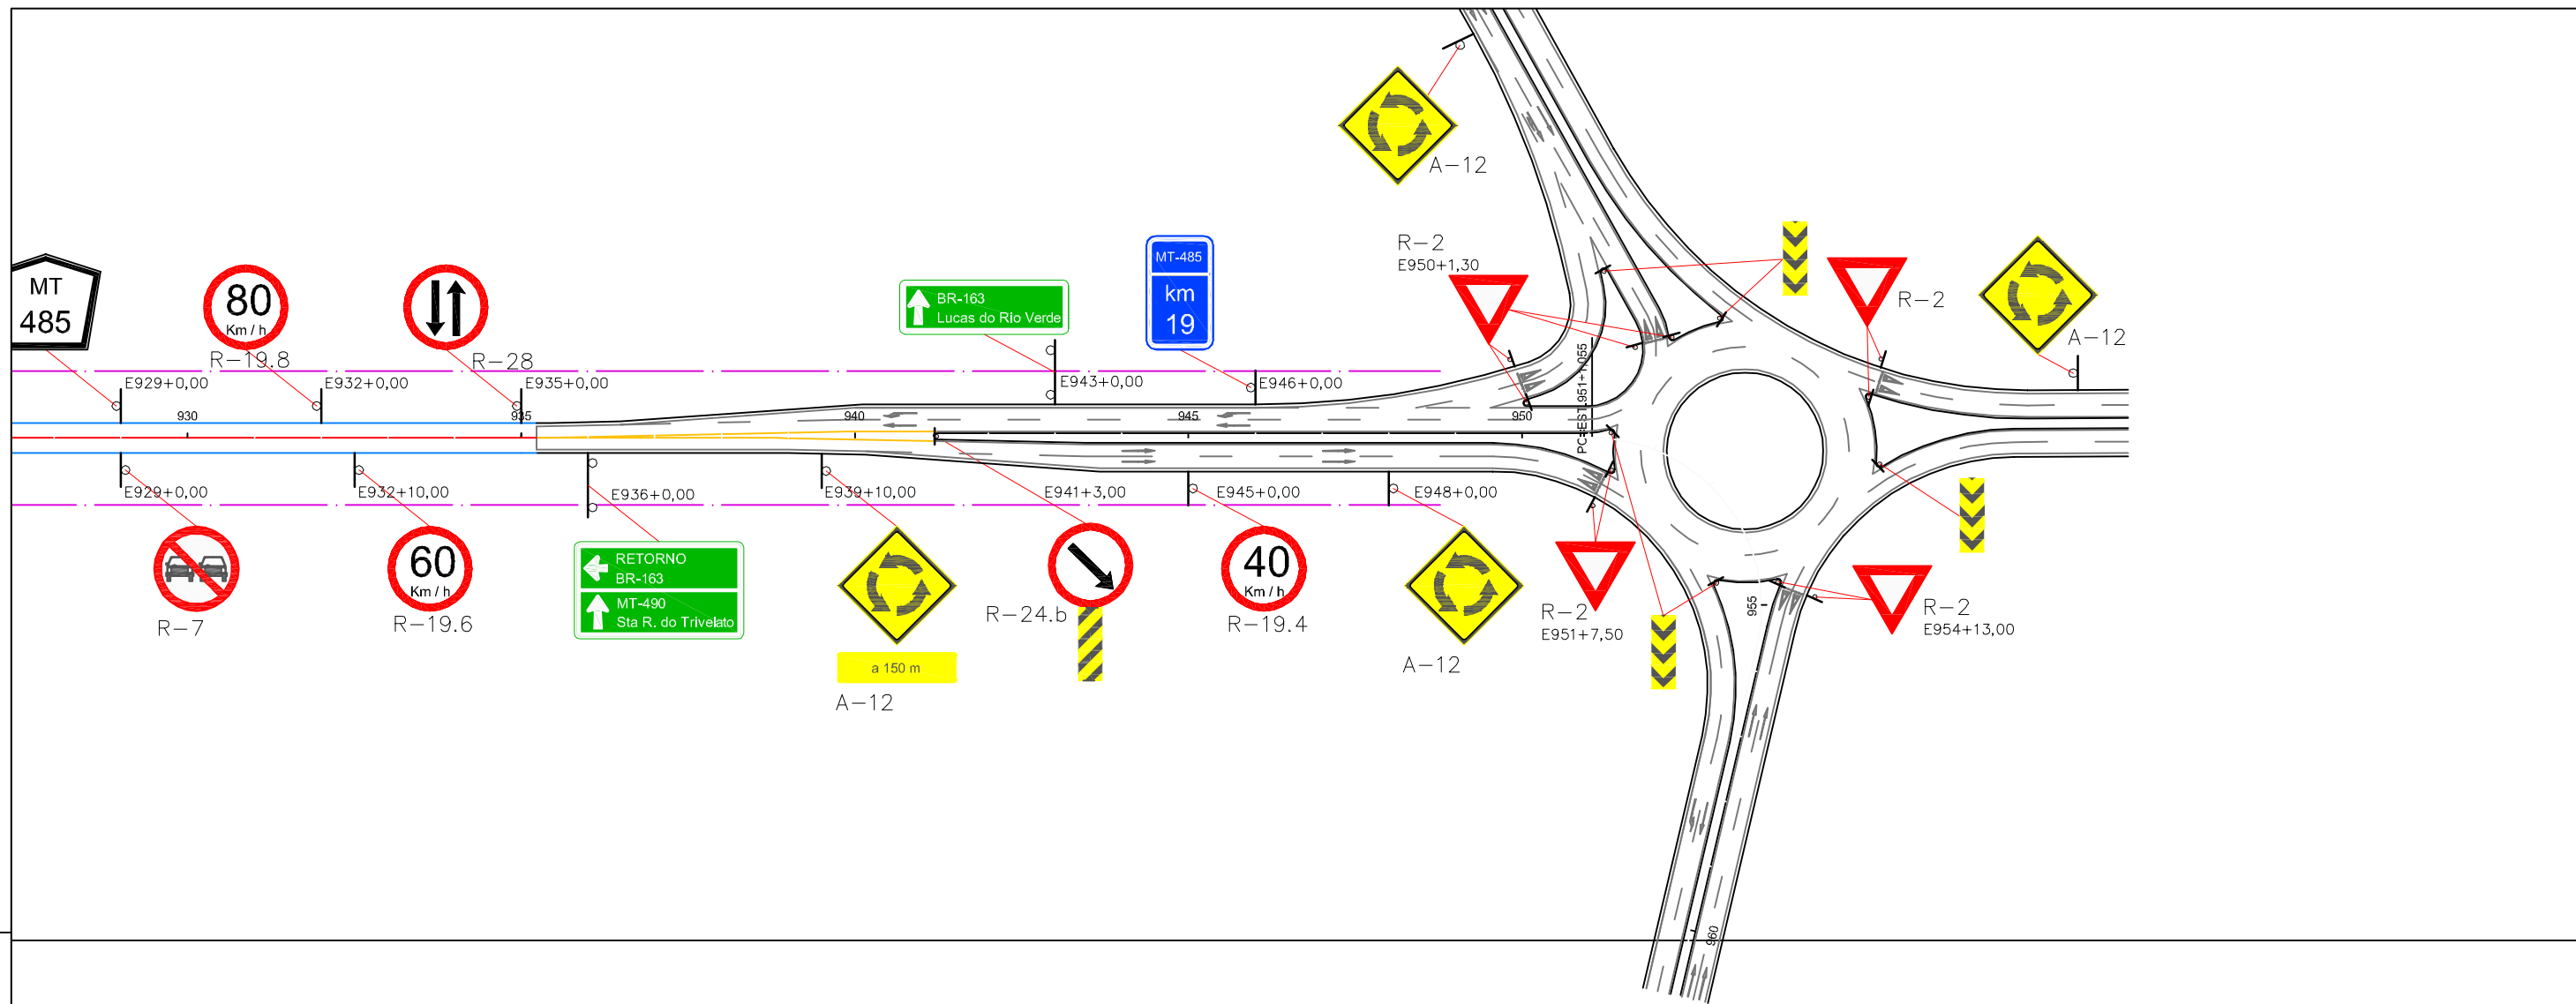 A-12
MT
485
80
Km / h
R-19.8
R-28
BR-163
Lucas do Rio Verde
MT-485
km
19
R-2
E950+1,30
R-2
A-12
E929+0,00
E932+0,00
E935+0,00
E943+0,00
E946+0,00
930
935
940
945
950
PC=EST.951+1,055
E929+0,00
E932+10,00
E936+0,00
E939+10,00
E941+3,00
E945+0,00
E948+0,00
R-7
60
Km / h
R-19.6
RETORNO
BR-163
MT-490
Sta R. do Trivelato
a 150 m
A-12
R-24.b
40
Km / h
R-19.4
A-12
R-2
E951+7,50
955
R-2
E954+13,00
960